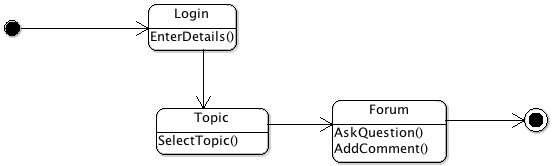 Login
EnterDetails()
Topic
SelectTopic()
Forum
AskQuestion()
AddComment()